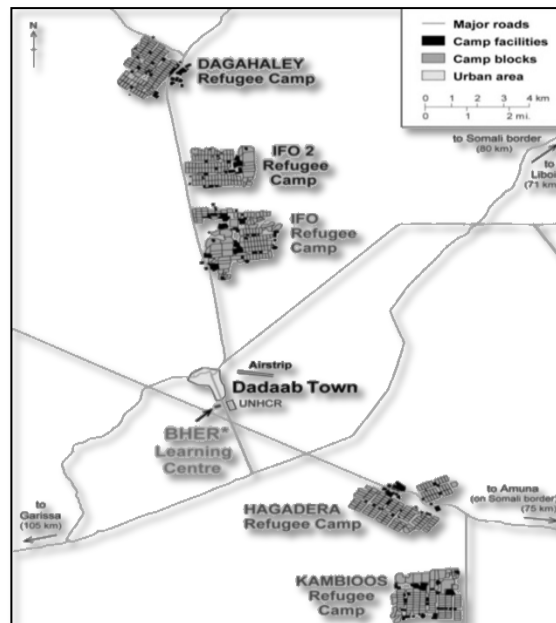 N
Major roads
Camp facilities
Camp blocks
Urban area
0 1 2 3 4 km
0 1 2 mi.
DAGAHALEY
Refugee Camp
to Somali border
(80 km)
to
Liboi
(71 km)
IFO 2
Refugee
Camp
IFO
Refugee
Camp
Airstrip
Dadaab Town
UNHCR
BHER*
Learning
Centre
to
Garissa
(105 km)
HAGADERA
Refugee Camp
to Amuna
(on Somali border)
(75 km)
KAMBIOOS
Refugee
Camp